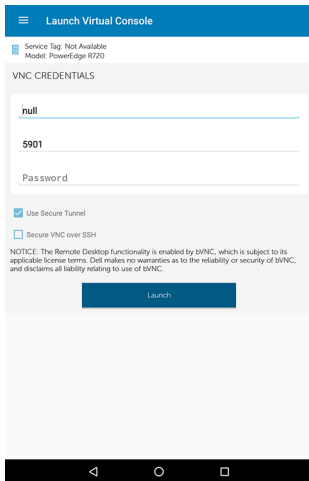 Launch Virtual Console
Service Tag: Not Available
Model: PowerEdge R720
VNC CREDENTIALS
null
5901
Password
Use Secure Tunnel
Secure VNC over SSH
NOTICE: The Remote Desktop functionality is enabled by bVNC, which is subject to its
applicable license terms. Dell makes no warranties as to the reliability or security of bVNC,
and disclaims all liability relating to use of bVNC.
Launch